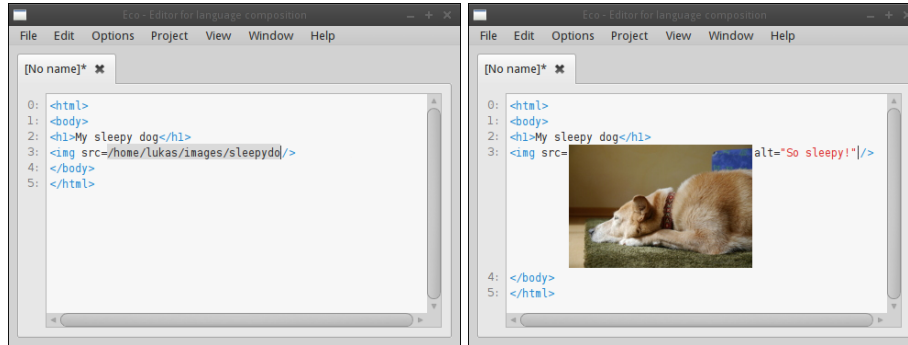 Eco - Editor for language composition
File Edit Options Project View Window Help
[No name]*
0: <html>
1: <body>
2: <h1>My sleepy dog</h1>
3: <img src=/home/lukas/images/sleepydo/>
4: </body>
5: </html>
Eco - Editor for language composition
File Edit Options Project View Window Help
[No name]*
0: <html>
1: <body>
2: <h1>My sleepy dog</h1>
3: <img src= alt="So sleepy!"/>
4: </body>
5: </html>